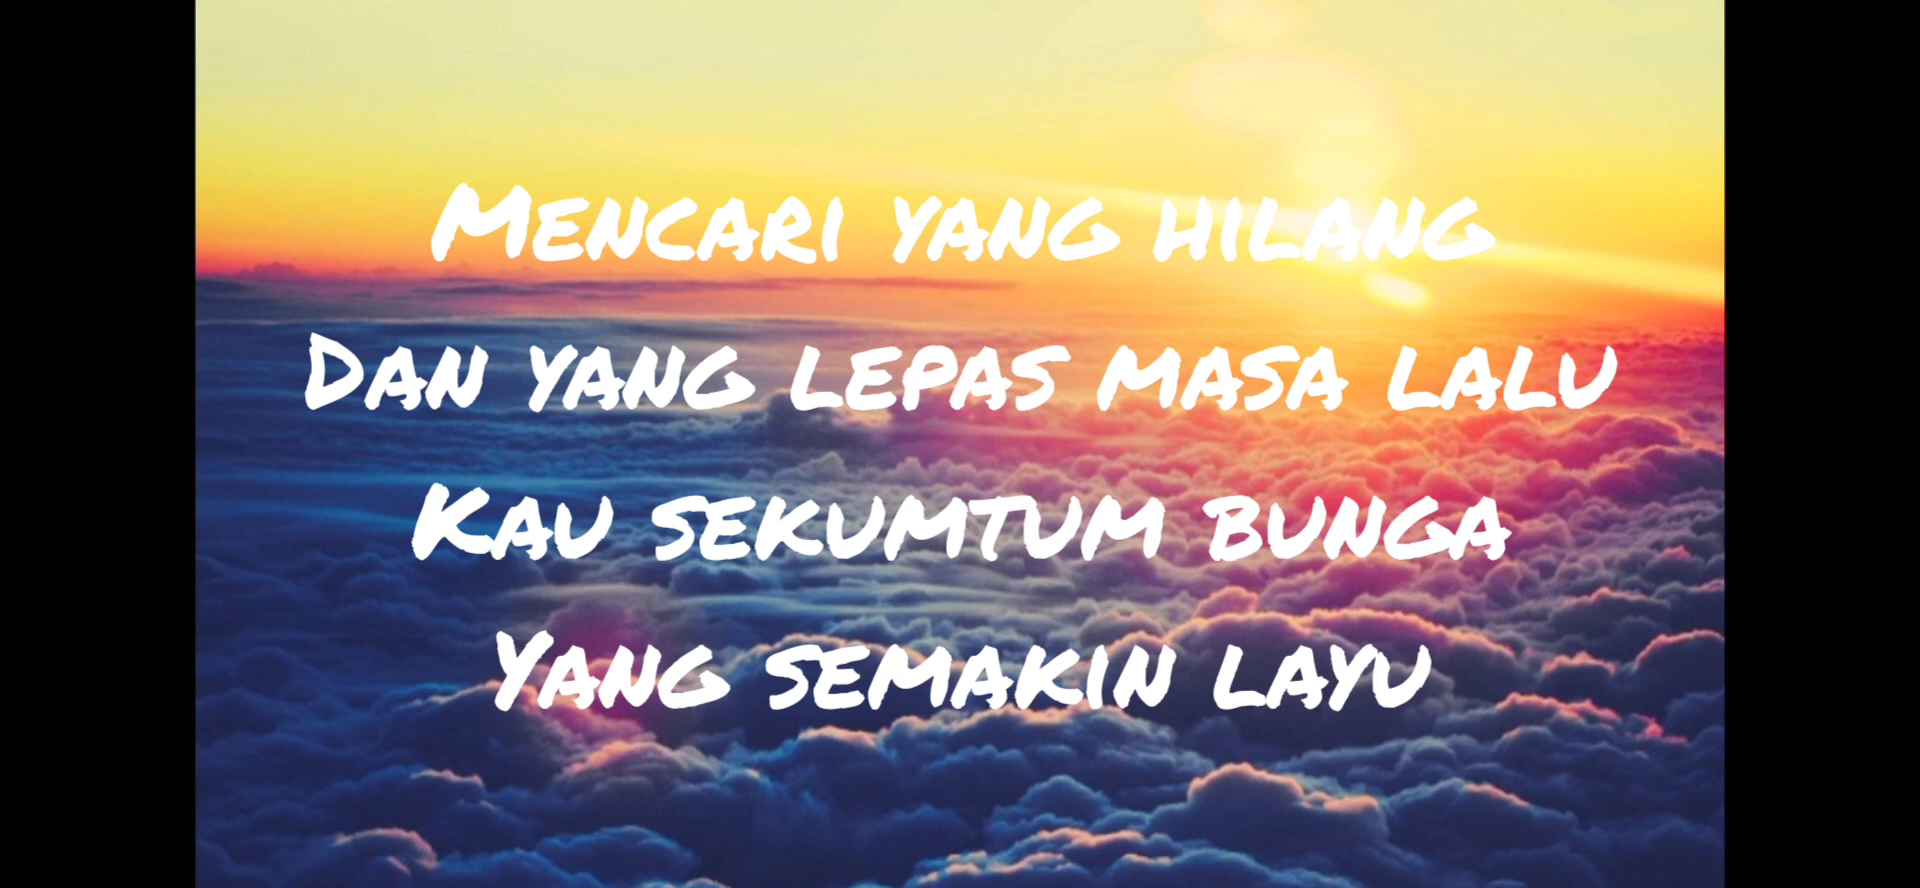 Mencari yang hilang
Dan yang lepas masa lalu
Kau sekumtum bunga
Yang semakin layu